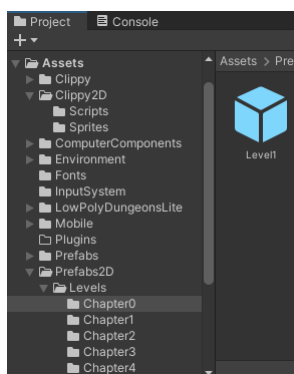 Project Console
Assets > Pre
Assets
Clippy
Clippy2D
Scripts
Sprites
ComputerComponents
Environment
Fonts
InputSystem
LowPolyDungeonsLite
Mobile
Plugins
Prefabs
Prefabs2D
Levels
Chapter0
Chapter1
Chapter2
Chapter3
Chapter4
Level1